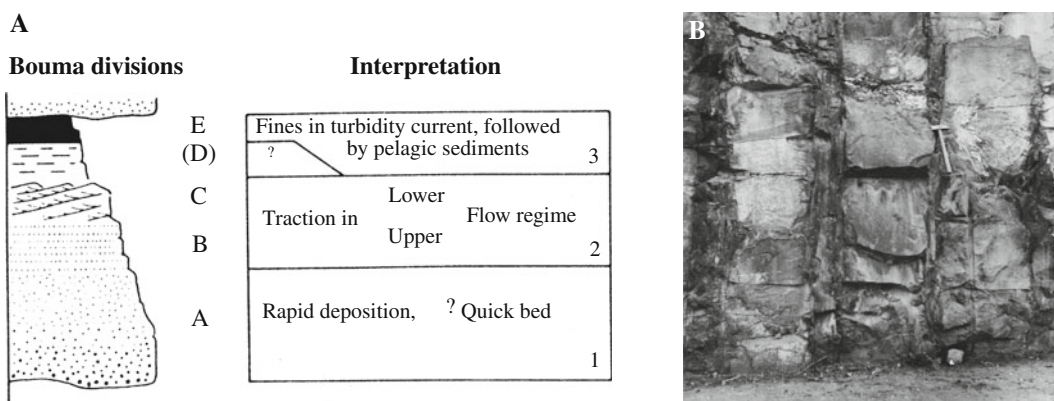 A
Bouma divisions
Interpretation
E
(D)
C
B
A
Fines in turbidity current, followed
by pelagic sediments
?
3
Lower
Traction in
Flow regime
Upper
2
Rapid deposition, ? Quick bed
1
B